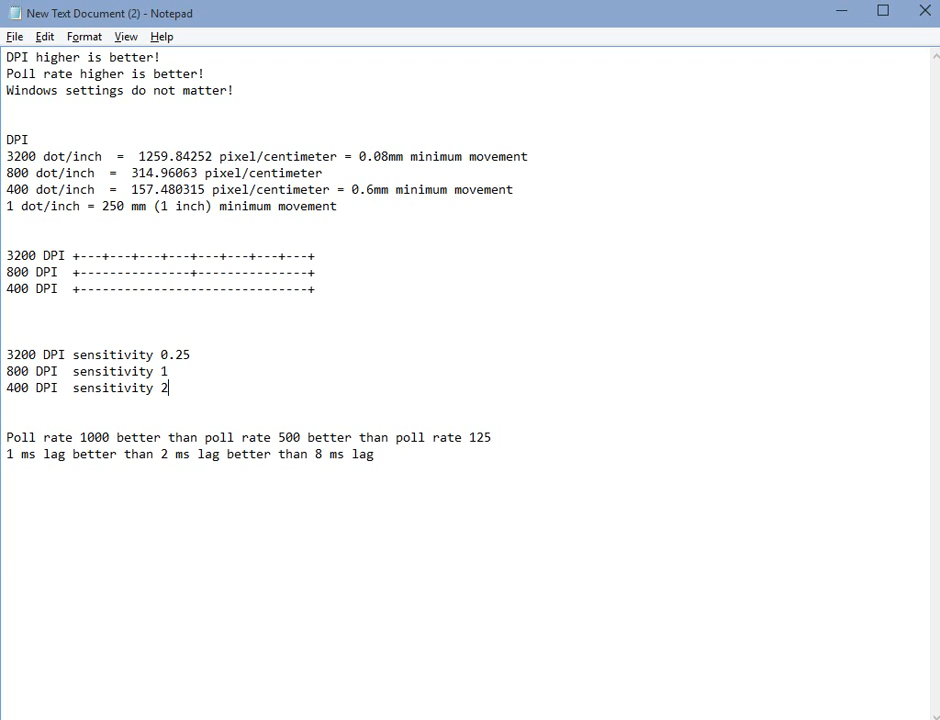 New Text Document (2) - Notepad
File Edit Format View Help
DPI higher is better!
Poll rate higher is better!
Windows settings do not matter!
DPI
3200 dot/inch  =  1259.84252 pixel/centimeter = 0.08mm minimum movement
800 dot/inch  =  314.96063 pixel/centimeter
400 dot/inch  =  157.480315 pixel/centimeter = 0.6mm minimum movement
1 dot/inch = 250 mm (1 inch) minimum movement
3200 DPI +---+---+---+---+---+---+---+---+
800 DPI  +---------------+---------------+
400 DPI  +-------------------------------+
3200 DPI sensitivity 0.25
800 DPI  sensitivity 1
400 DPI  sensitivity 2
Poll rate 1000 better than poll rate 500 better than poll rate 125
1 ms lag better than 2 ms lag better than 8 ms lag